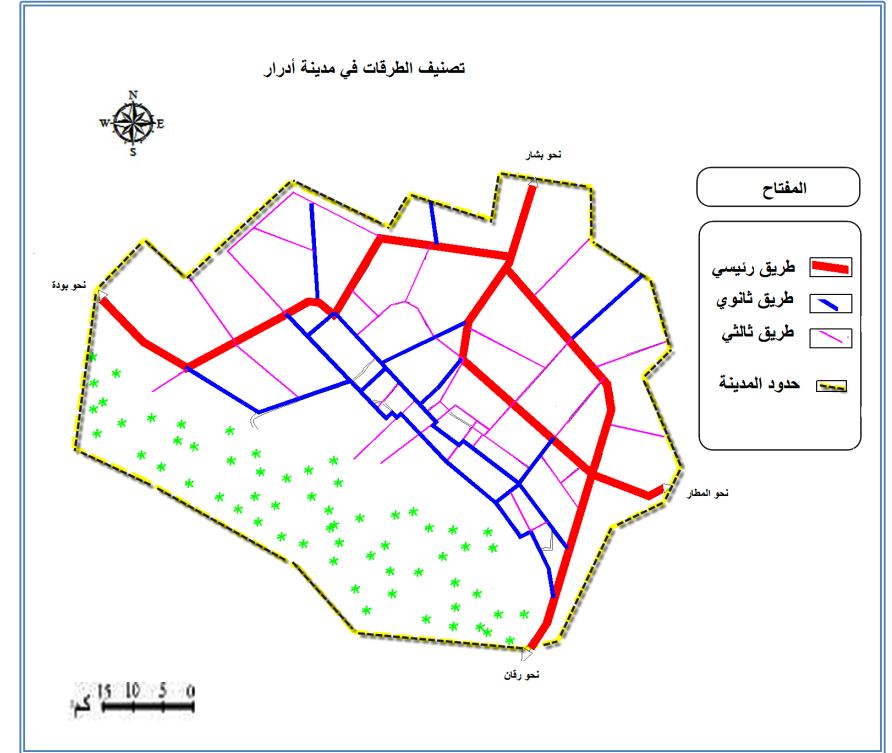 تصنيف الطرقات في مدينة أدرار
N
W E
S
نحو بشار
المفتاح
طريق رئيسي
طريق ثانوي
طريق ثالثي
حدود المدينة
نحو بودة
نحو المطار
نحو رقان
كم 15 10 5 0